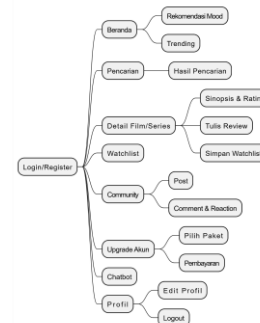 Rekomendasi Mood
Beranda
Trending
Pencarian
Hasil Pencarian
Sinopsis & Ratin
Detail Film/Series
Tulis Review
Simpan Watchlis
Watchlist
Login/Register
Post
Community
Comment & Reaction
Pilih Paket
Upgrade Akun
Pembayaran
Chatbot
Edit Profil
Profil
Logout